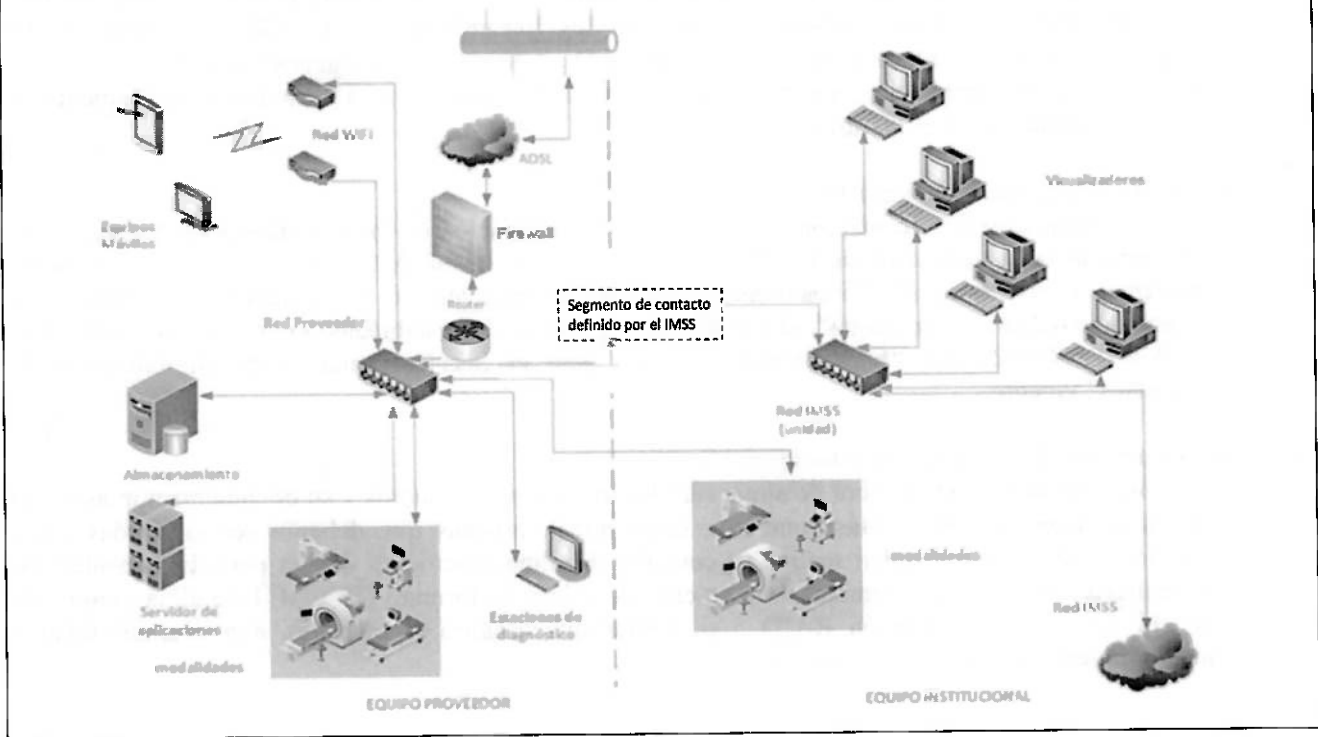 Red WIFI
ADSL
Equipos
Móviles
Firewall
Visualizadores
Router
Red Proveedor
Segmento de contacto
definido por el IMSS
Red IMSS
(unidad)
Almacenamiento
Servidor de
aplicaciones
modalidades
Estaciones de
diagnóstico
modalidades
Red IMSS
EQUIPO PROVEEDOR
EQUIPO INSTITUCIONAL